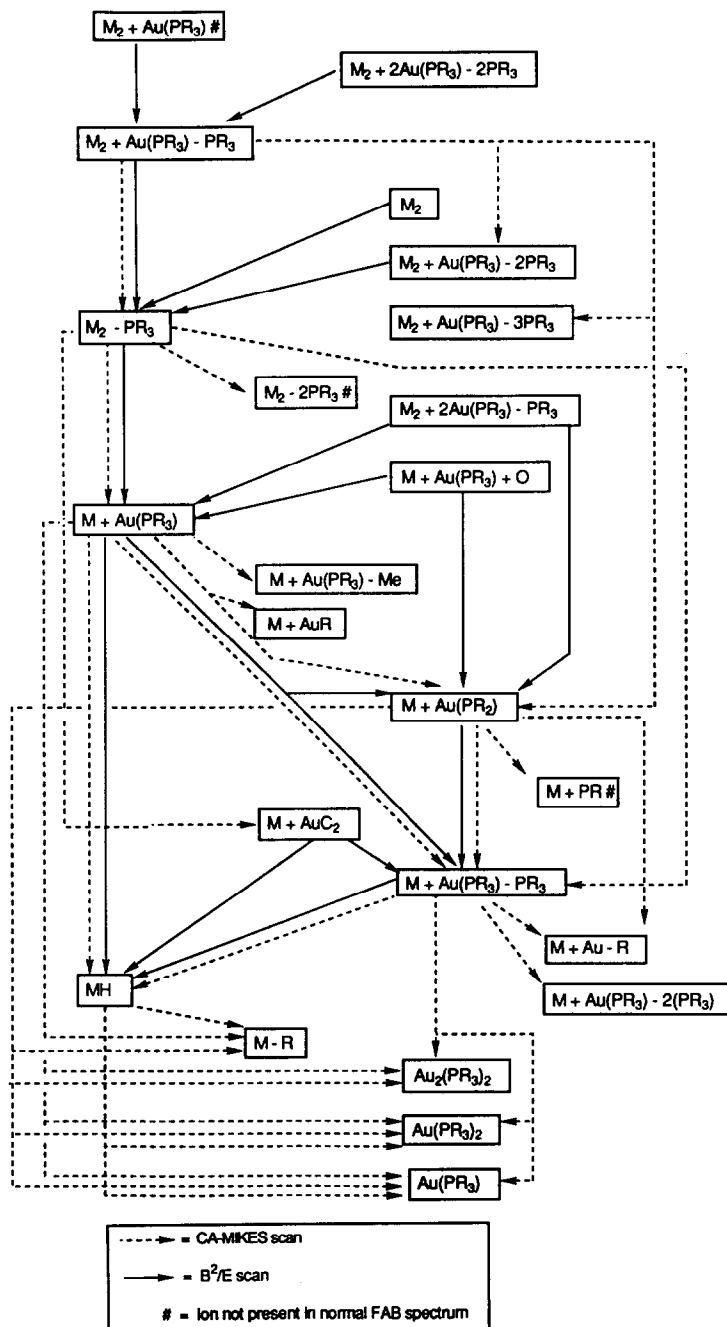 M₂ + Au(PR₃) #
M₂ + 2Au(PR₃) - 2PR₃
M₂ + Au(PR₃) - PR₃
M₂
M₂ + Au(PR₃) - 2PR₃
M₂ - PR₃
M₂ + Au(PR₃) - 3PR₃
M₂ - 2PR₃ #
M₂ + 2Au(PR₃) - PR₃
M + Au(PR₃) + O
M + Au(PR₃)
M + Au(PR₃) - Me
M + AuR
M + Au(PR₂)
M + PR #
M + AuC₂
M + Au(PR₃) - PR₃
M + Au - R
MH
M + Au(PR₃) - 2(PR₃)
M - R
Au₂(PR₃)₂
Au(PR₃)₂
Au(PR₃)
= CA-MIKES scan
= B²/E scan
# = Ion not present in normal FAB spectrum